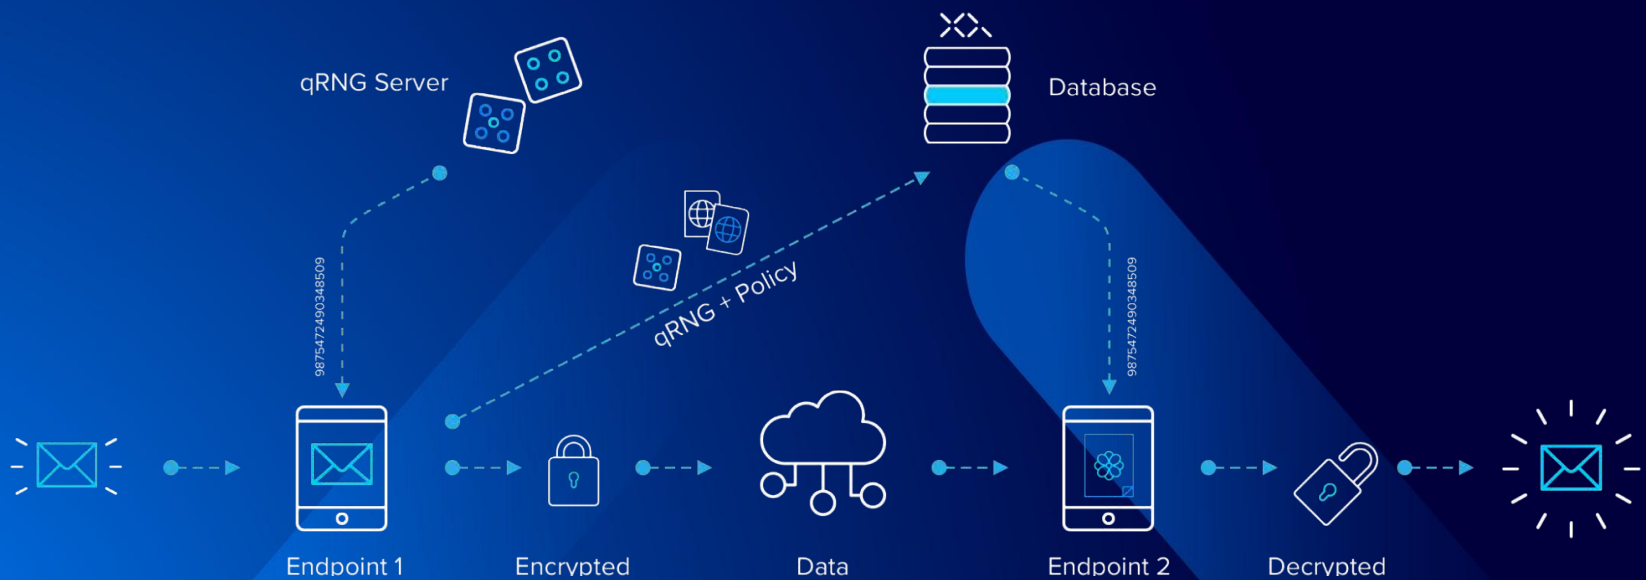 qRNG Server
Database
9875472490348509
qRNG + Policy
9875472490348509
Endpoint 1
Encrypted
Data
Endpoint 2
Decrypted